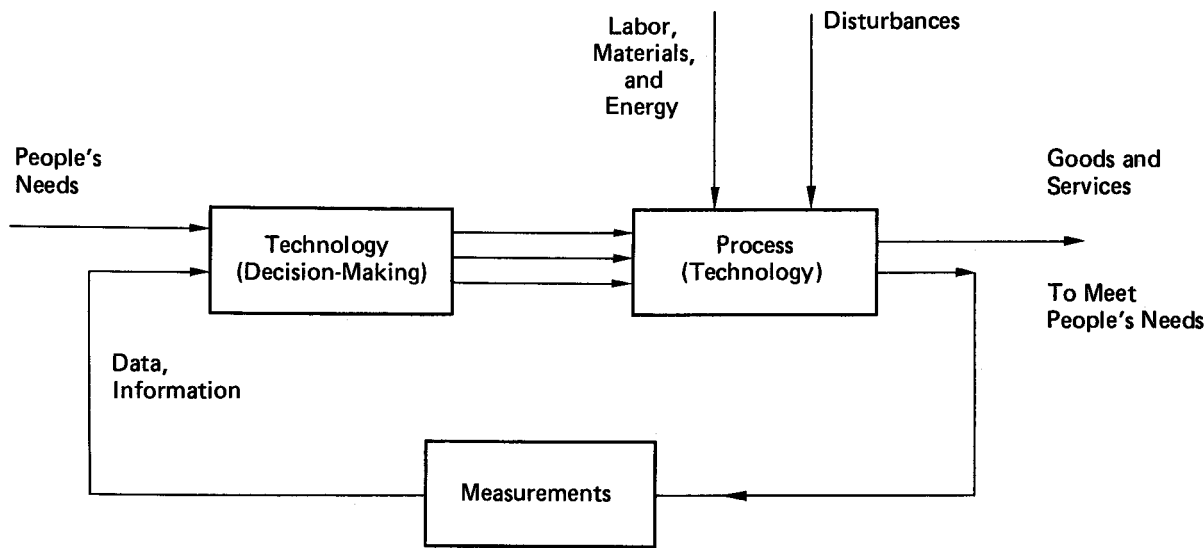 Labor,
Materials,
and
Energy
Disturbances
People's
Needs
Technology
(Decision-Making)
Process
(Technology)
Goods and
Services
To Meet
People's Needs
Data,
Information
Measurements